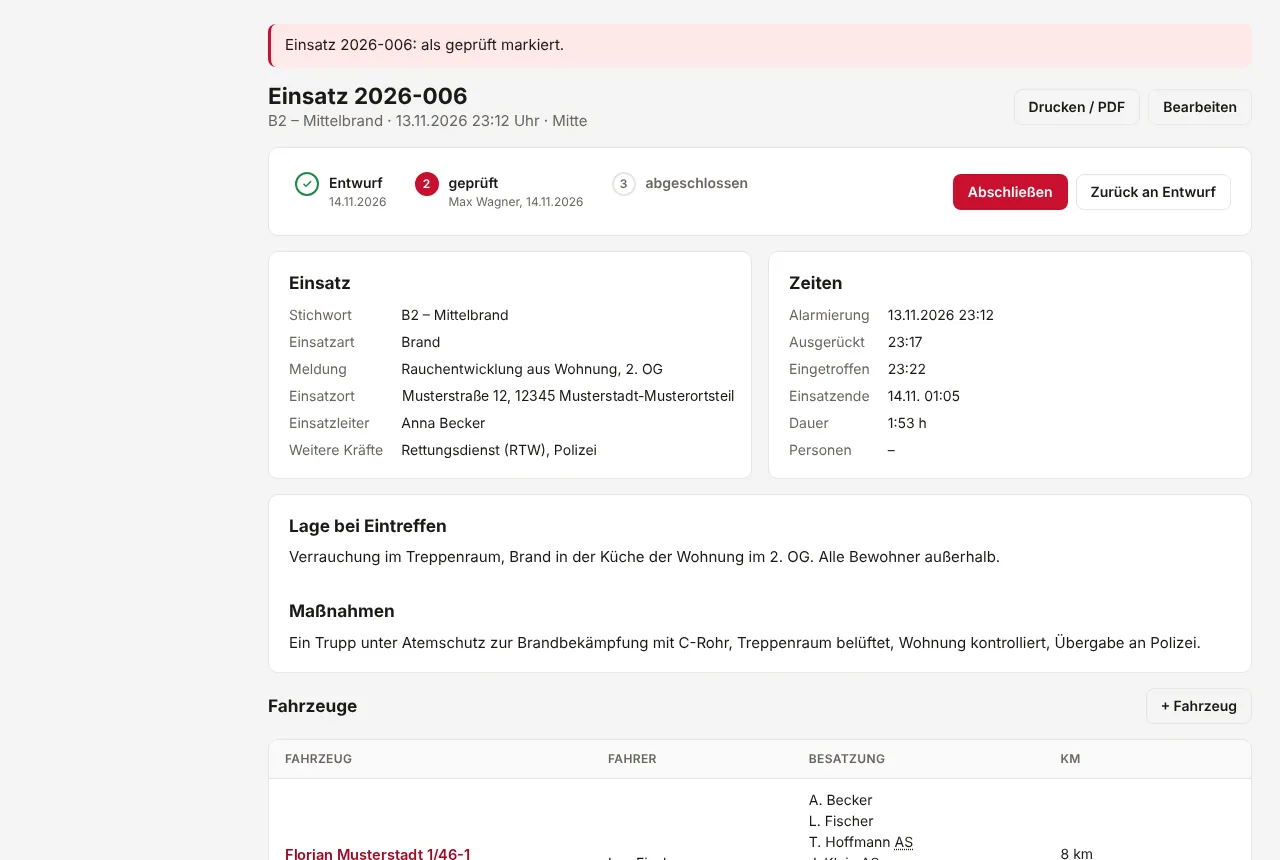 Einsatz 2026-006: als geprüft markiert.
Einsatz 2026-006
B2 – Mittelbrand · 13.11.2026 23:12 Uhr · Mitte
Drucken / PDF
Bearbeiten
Entwurf
14.11.2026
2
geprüft
Max Wagner, 14.11.2026
3
abgeschlossen
Abschließen
Zurück an Entwurf
Einsatz
Stichwort B2 – Mittelbrand
Einsatzart Brand
Meldung Rauchentwicklung aus Wohnung, 2. OG
Einsatzort Musterstraße 12, 12345 Musterstadt-Musterortsteil
Einsatzleiter Anna Becker
Weitere Kräfte Rettungsdienst (RTW), Polizei
Zeiten
Alarmierung 13.11.2026 23:12
Ausgerückt 23:17
Eingetroffen 23:22
Einsatzende 14.11. 01:05
Dauer 1:53 h
Personen –
Lage bei Eintreffen
Verrauchung im Treppenraum, Brand in der Küche der Wohnung im 2. OG. Alle Bewohner außerhalb.
Maßnahmen
Ein Trupp unter Atemschutz zur Brandbekämpfung mit C-Rohr, Treppenraum belüftet, Wohnung kontrolliert, Übergabe an Polizei.
Fahrzeuge
+ Fahrzeug
FAHRZEUG FAHRER BESATZUNG KM
A. Becker
L. Fischer
T. Hoffmann AS
Florian Musterstadt 1/46-1
8 km